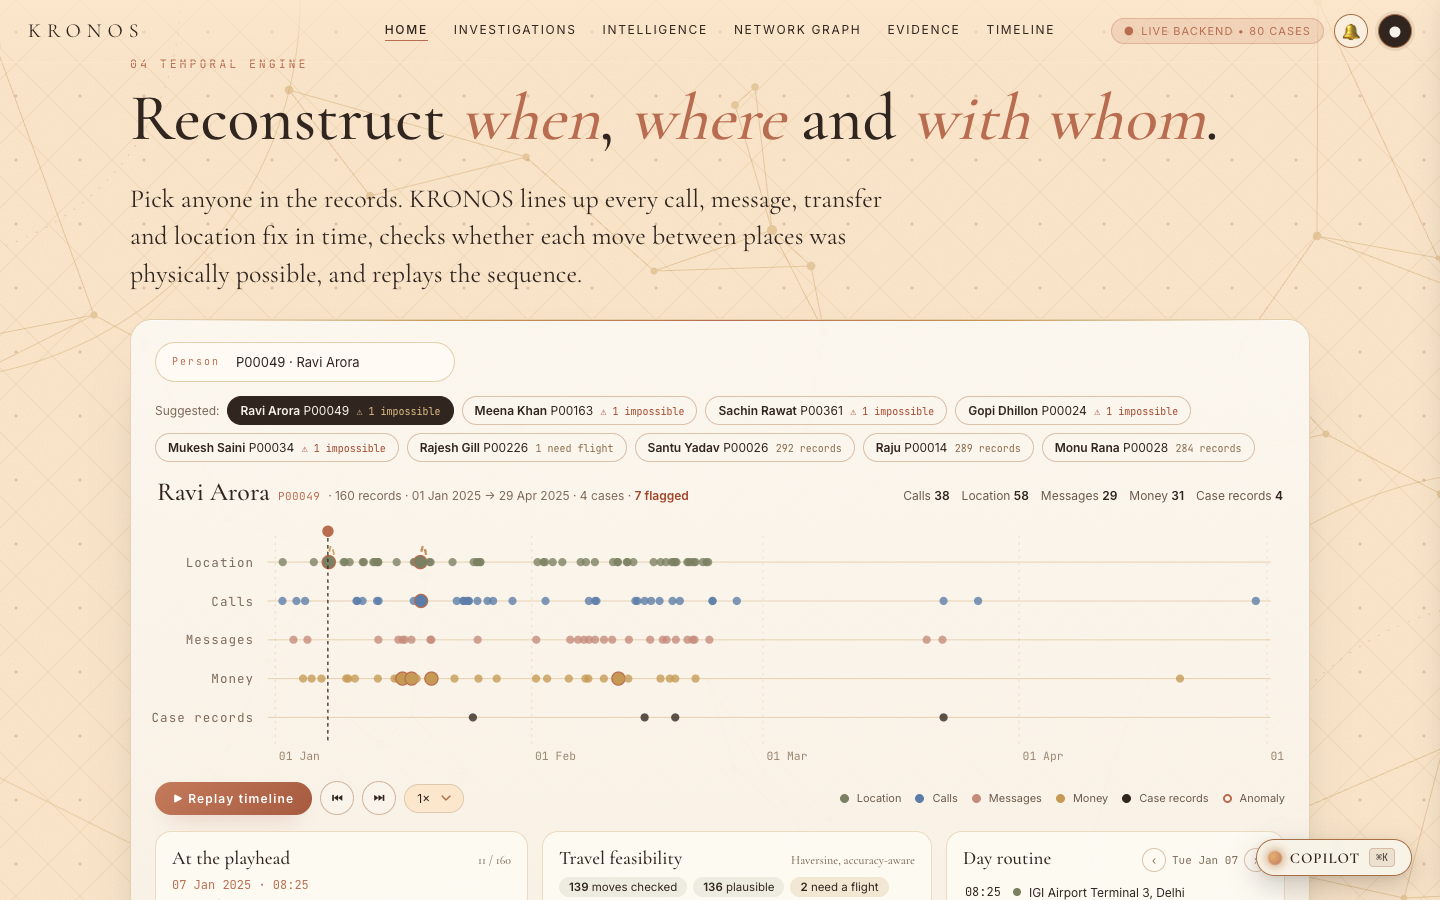 KRONOS
HOME INVESTIGATIONS INTELLIGENCE NETWORK GRAPH EVIDENCE TIMELINE
LIVE BACKEND • 80 CASES
04 TEMPORAL ENGINE
Reconstruct when, where and with whom.
Pick anyone in the records. KRONOS lines up every call, message, transfer
and location fix in time, checks whether each move between places was
physically possible, and replays the sequence.
Person P00049 · Ravi Arora
Suggested: Ravi Arora P00049 ⚠ 1 impossible Meena Khan P00163 ⚠ 1 impossible Sachin Rawat P00361 ⚠ 1 impossible Gopi Dhillon P00024 ⚠ 1 impossible
Mukesh Saini P00034 ⚠ 1 impossible Rajesh Gill P00226 1 need flight Santu Yadav P00026 292 records Raju P00014 289 records Monu Rana P00028 284 records
Ravi Arora P00049 · 160 records · 01 Jan 2025 → 29 Apr 2025 · 4 cases · 7 flagged
Calls 38 Location 58 Messages 29 Money 31 Case records 4
Location
Calls
Messages
Money
Case records
01 Jan 01 Feb 01 Mar 01 Apr 01
▶ Replay timeline ⏮ ⏭ 1×
Location Calls Messages Money Case records Anomaly
At the playhead 11 / 160
07 Jan 2025 · 08:25
Travel feasibility Haversine, accuracy-aware
139 moves checked 136 plausible 2 need a flight
Day routine ‹ Tue Jan 07
08:25 IGI Airport Terminal 3, Delhi
COPILOT ⌘K